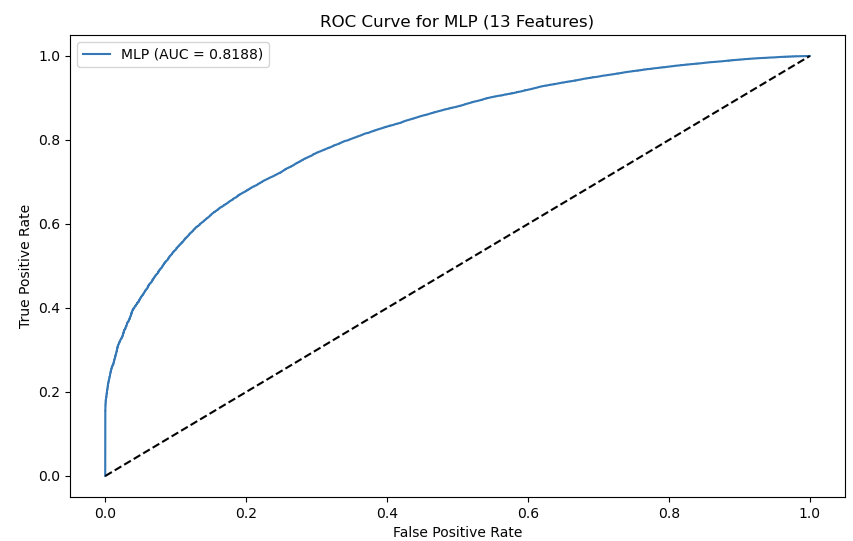 ROC Curve for MLP (13 Features)
MLP (AUC = 0.8188)
True Positive Rate
1.0
0.8
0.6
0.4
0.2
0.0
0.0 0.2 0.4 0.6 0.8 1.0
False Positive Rate